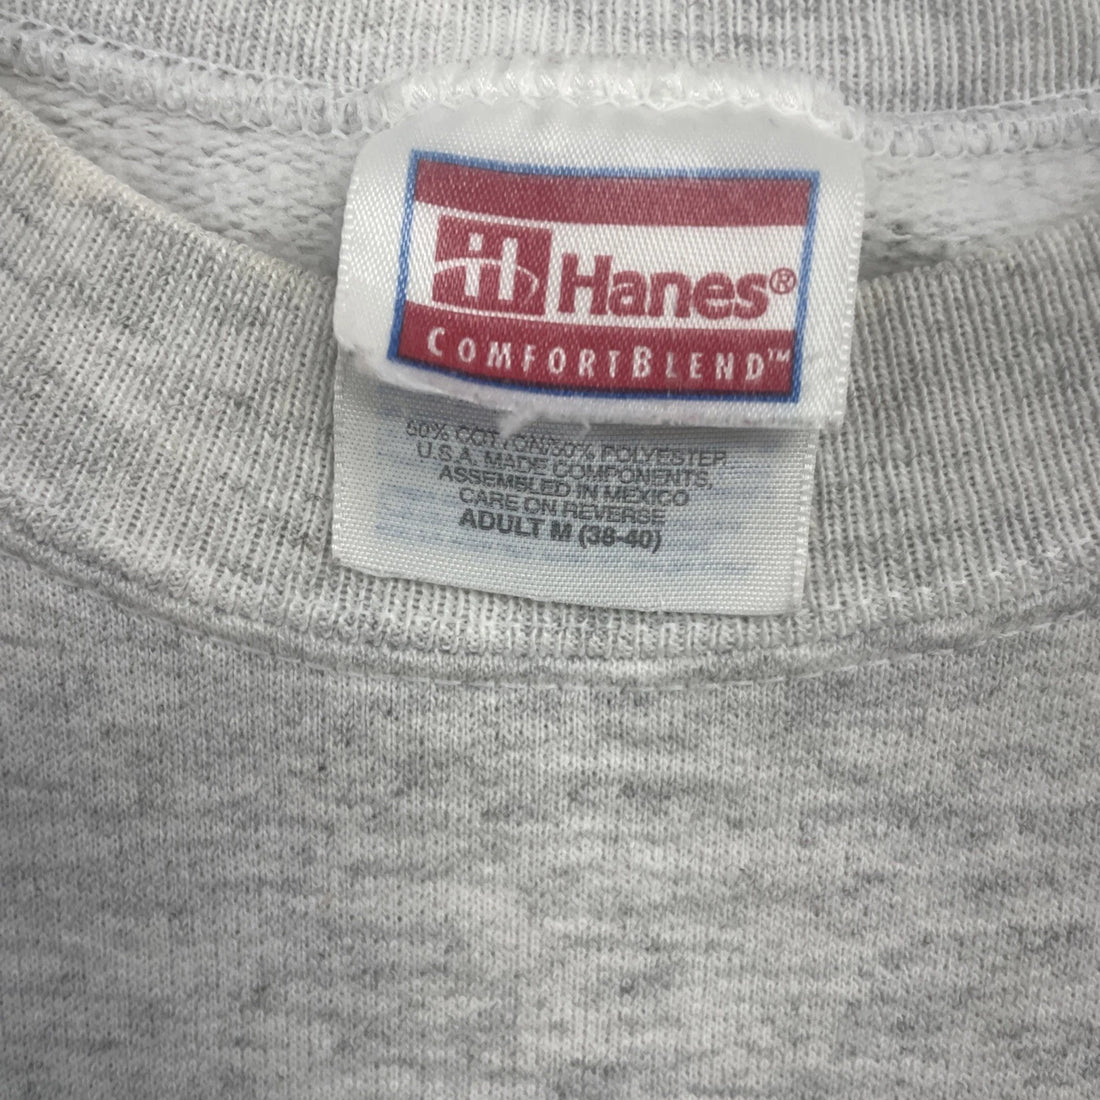 Hanes®
COMFORTBLEND™
50% COTTON/50% POLYESTER
U.S.A. MADE COMPONENTS,
ASSEMBLED IN MEXICO
CARE ON REVERSE
ADULT M (38-40)